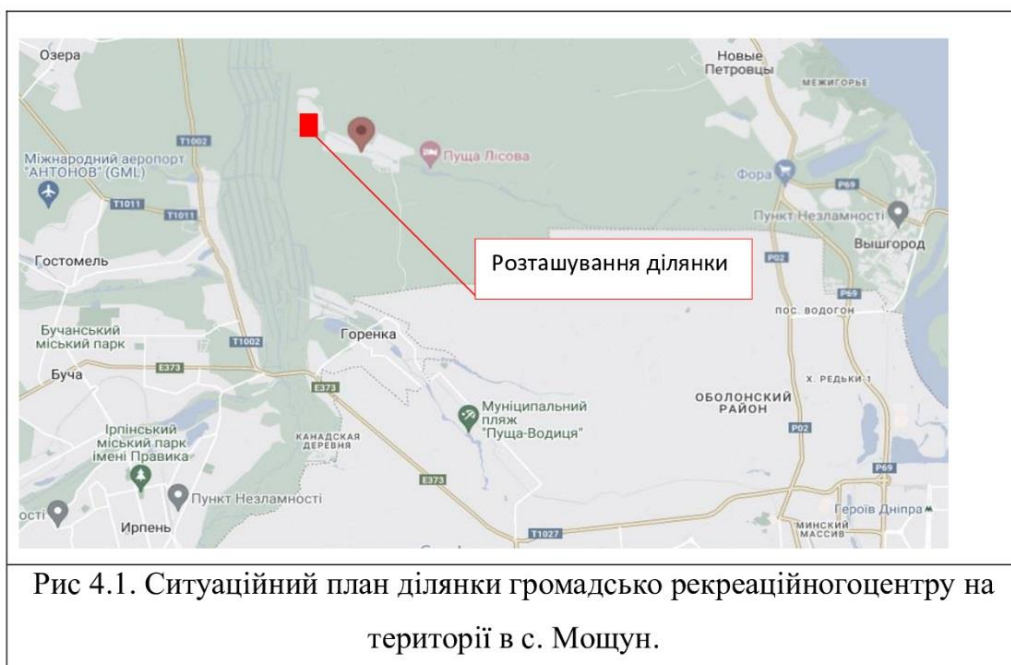 Озера
Новые
Петровцы
МЕЖИГОРЬЕ
T1002
Міжнародний аеропорт
"АНТОНОВ" (GML)
Пуща Лісова
Фора
P69
T1011
T1011
Пункт Незламності
Вышгород
Гостомель
Розташування ділянки
P02
P69
ПОС. ВОДОГОН
Бучанський
міський парк
T1002
Горенка
Буча
E373
E373
Х. РЕДЬКИ-1
ОБОЛОНСКИЙ
РАЙОН
Муніципальний
пляж
"Пуща-Водиця"
Ірпінський
міський парк
імені Правика
КАНАДСКАЯ
ДЕРЕВНЯ
P02
P69
E373
Пункт Незламності
ості
Ирпень
Героїв Дніпра
T1027
МИНСКИЙ
МАССИВ
Рис 4.1. Ситуаційний план ділянки громадсько рекреаційногоцентру на
території в с. Мощун.